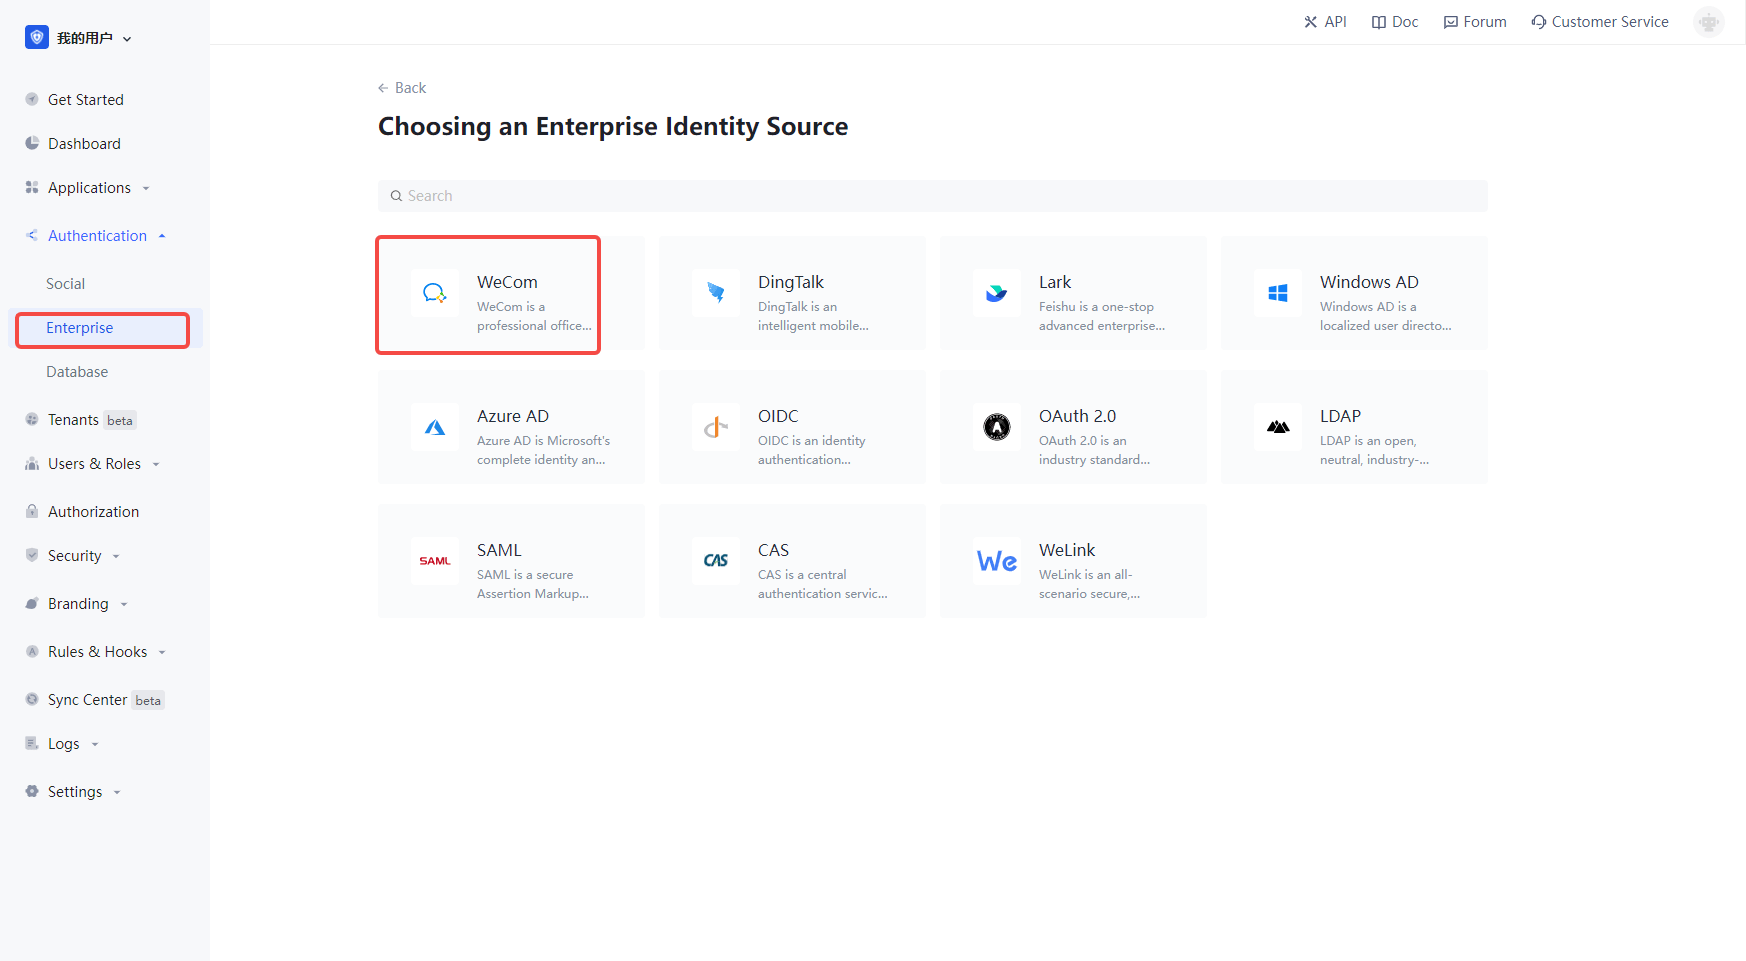 我的用户
API
Doc
Forum
Customer Service
Get Started
Dashboard
Applications
Authentication
Social
Enterprise
Database
Tenants beta
Users & Roles
Authorization
Security
Branding
Rules & Hooks
Sync Center beta
Logs
Settings
Back
Choosing an Enterprise Identity Source
Search
WeCom
WeCom is a
professional office...
DingTalk
DingTalk is an
intelligent mobile...
Lark
Feishu is a one-stop
advanced enterprise...
Windows AD
Windows AD is a
localized user directo...
Azure AD
Azure AD is Microsoft's
complete identity an...
OIDC
OIDC is an identity
authentication...
OAuth 2.0
OAuth 2.0 is an
industry standard...
LDAP
LDAP is an open,
neutral, industry-...
SAML
SAML
SAML is a secure
Assertion Markup...
CAS
CAS
CAS is a central
authentication servic...
We
WeLink
WeLink is an all-
scenario secure,...